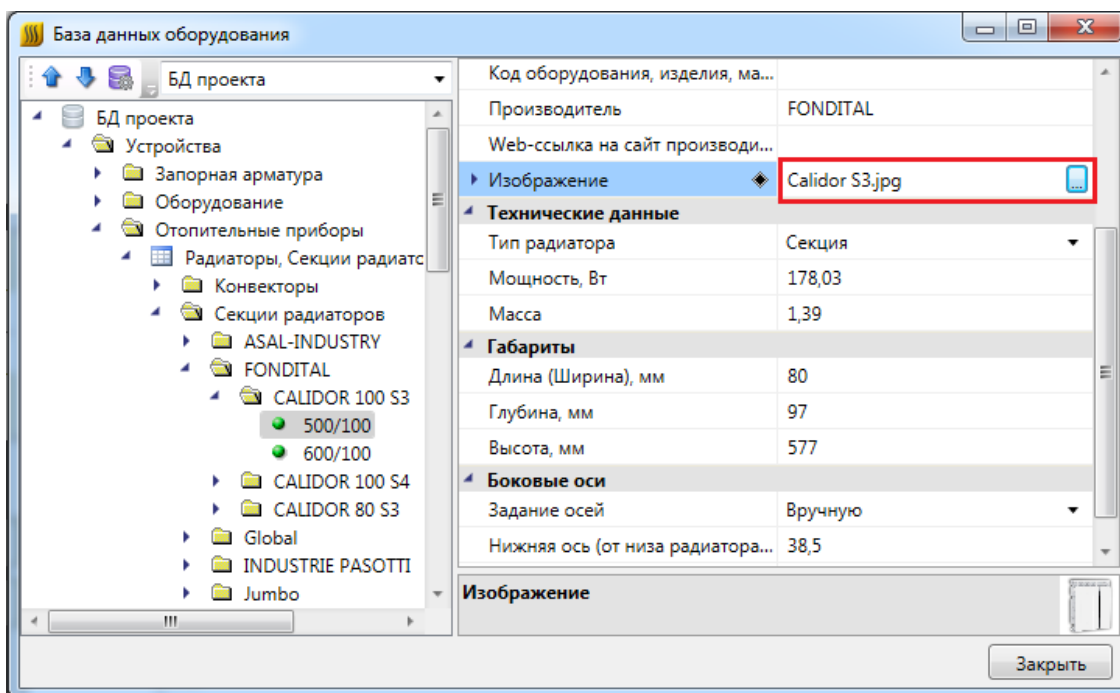 База данных оборудования
БД проекта
БД проекта
Устройства
Запорная арматура
Оборудование
Отопительные приборы
Радиаторы, Секции радиатс
Конвекторы
Секции радиаторов
ASAL-INDUSTRY
FONDITAL
CALIDOR 100 S3
500/100
600/100
CALIDOR 100 S4
CALIDOR 80 S3
Global
INDUSTRIE PASOTTI
Jumbo
Код оборудования, изделия, ма...
Производитель FONDITAL
Web-ссылка на сайт производи...
Изображение Calidor S3.jpg ...
Технические данные
Тип радиатора Секция
Мощность, Вт 178,03
Масса 1,39
Габариты
Длина (Ширина), мм 80
Глубина, мм 97
Высота, мм 577
Боковые оси
Задание осей Вручную
Нижняя ось (от низа радиатора... 38,5
Изображение
Закрыть